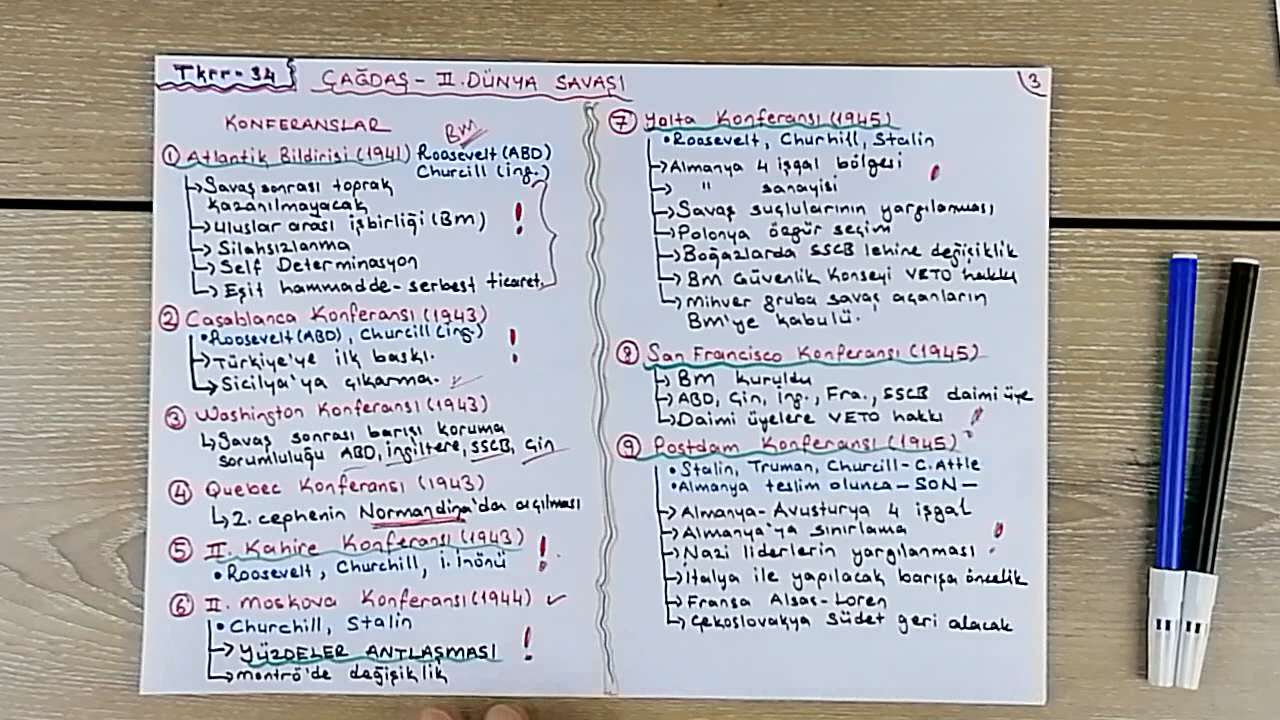 Tkrr-34
ÇAĞDAŞ - II. DÜNYA SAVAŞI
3
KONFERANSLAR
Bm
① Atlantik Bildirisi (1941) Roosevelt (ABD)
Churcill (ing.)
→ Savaş sonrası toprak
kazanılmayacak
→ Uluslar arası işbirliği (Bm) !
→ Silahsızlanma
→ Self Determinasyon
→ Eşit hammadde - serbest ticaret.
② Casablanca Konferansı (1943)
• Roosevelt (ABD), Churcill (ing)
→ Türkiye'ye ilk baskı. !
→ Sicilya'ya çıkarma.
③ Washington Konferansı (1943)
↳ Savaş sonrası barışı koruma
sorumluluğu ABD, ingiltere, SSCB, Çin
④ Quebec Konferansı (1943)
↳ 2. cephenin Normandiya'da açılması
⑤ II. Kahire Konferansı (1943) !
• Roosevelt, Churchill, i. inönü
⑥ II. Moskova Konferansı (1944) ✓
• Churchill, Stalin
→ YÜZDELER ANTLAŞMASI !
→ Montrö'de değişiklik
⑦ Yalta Konferansı (1945)
• Roosevelt, Churhill, Stalin
→ Almanya 4 işgal bölgesi !
→ " sanayisi
→ Savaş suçlularının yargılanması
→ Polonya özgür seçim
→ Boğazlarda SSCB lehine değişiklik
→ Bm Güvenlik Konseyi VETO hakkı
→ Mihver gruba savaş açanların
Bm'ye kabulü.
⑧ San Francisco Konferansı (1945)
→ Bm kuruldu
→ ABD, Çin, ing., Fra., SSCB daimi üye
→ Daimi üyelere VETO hakkı !
⑨ Postdam Konferansı (1945)
• Stalin, Truman, Churcill - C. Attle
• Almanya teslim olunca - SON -
→ Almanya - Avusturya 4 işgal
→ Almanya'ya sınırlama !
→ Nazi liderlerin yargılanması
→ İtalya ile yapılacak barışa öncelik
→ Fransa Alsas - Loren
→ Çekoslovakya Südet geri alacak